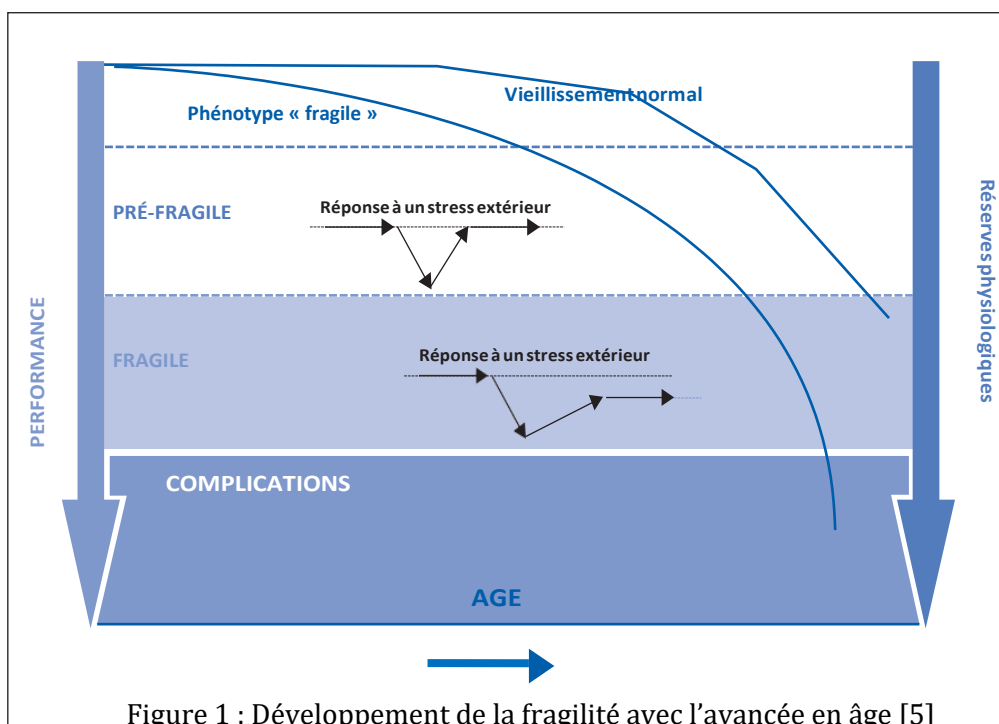 Vieillissement normal
Phénotype « fragile »
PRÉ-FRAGILE
Réponse à un stress extérieur
FRAGILE
Réponse à un stress extérieur
COMPLICATIONS
AGE
PERFORMANCE
Réserves physiologiques
Figure 1 : Développement de la fragilité avec l'avancée en âge [5]